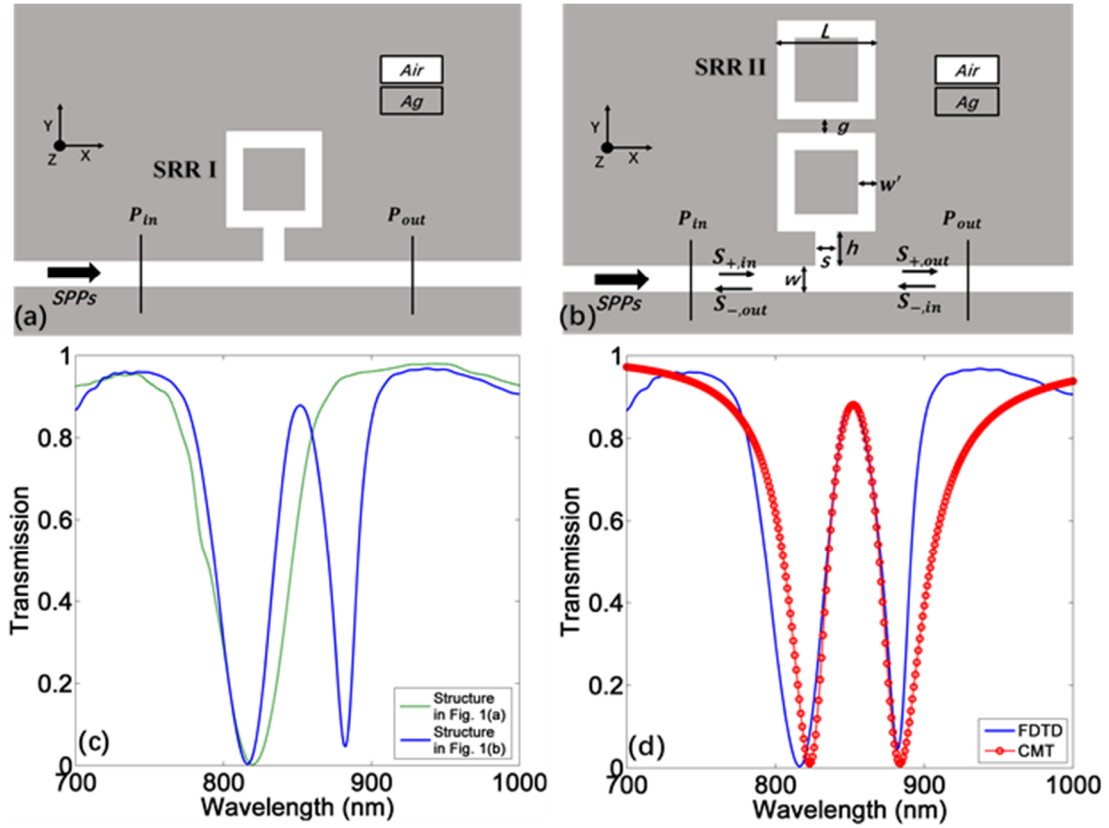 Air
Ag
Y
Z
X
SRR I
P_in
P_out
SPPs
(a)
L
SRR II
Air
Ag
g
Y
Z
X
w'
P_in
P_out
h
s
S_+,in
S_+,out
w
SPPs
S_-,out
S_-,in
(b)
1
0.8
0.6
0.4
0.2
0
Transmission
700
800
900
1000
Wavelength (nm)
Structure
in Fig. 1(a)
Structure
in Fig. 1(b)
(c)
1
0.8
0.6
0.4
0.2
0
Transmission
700
800
900
1000
Wavelength (nm)
FDTD
CMT
(d)